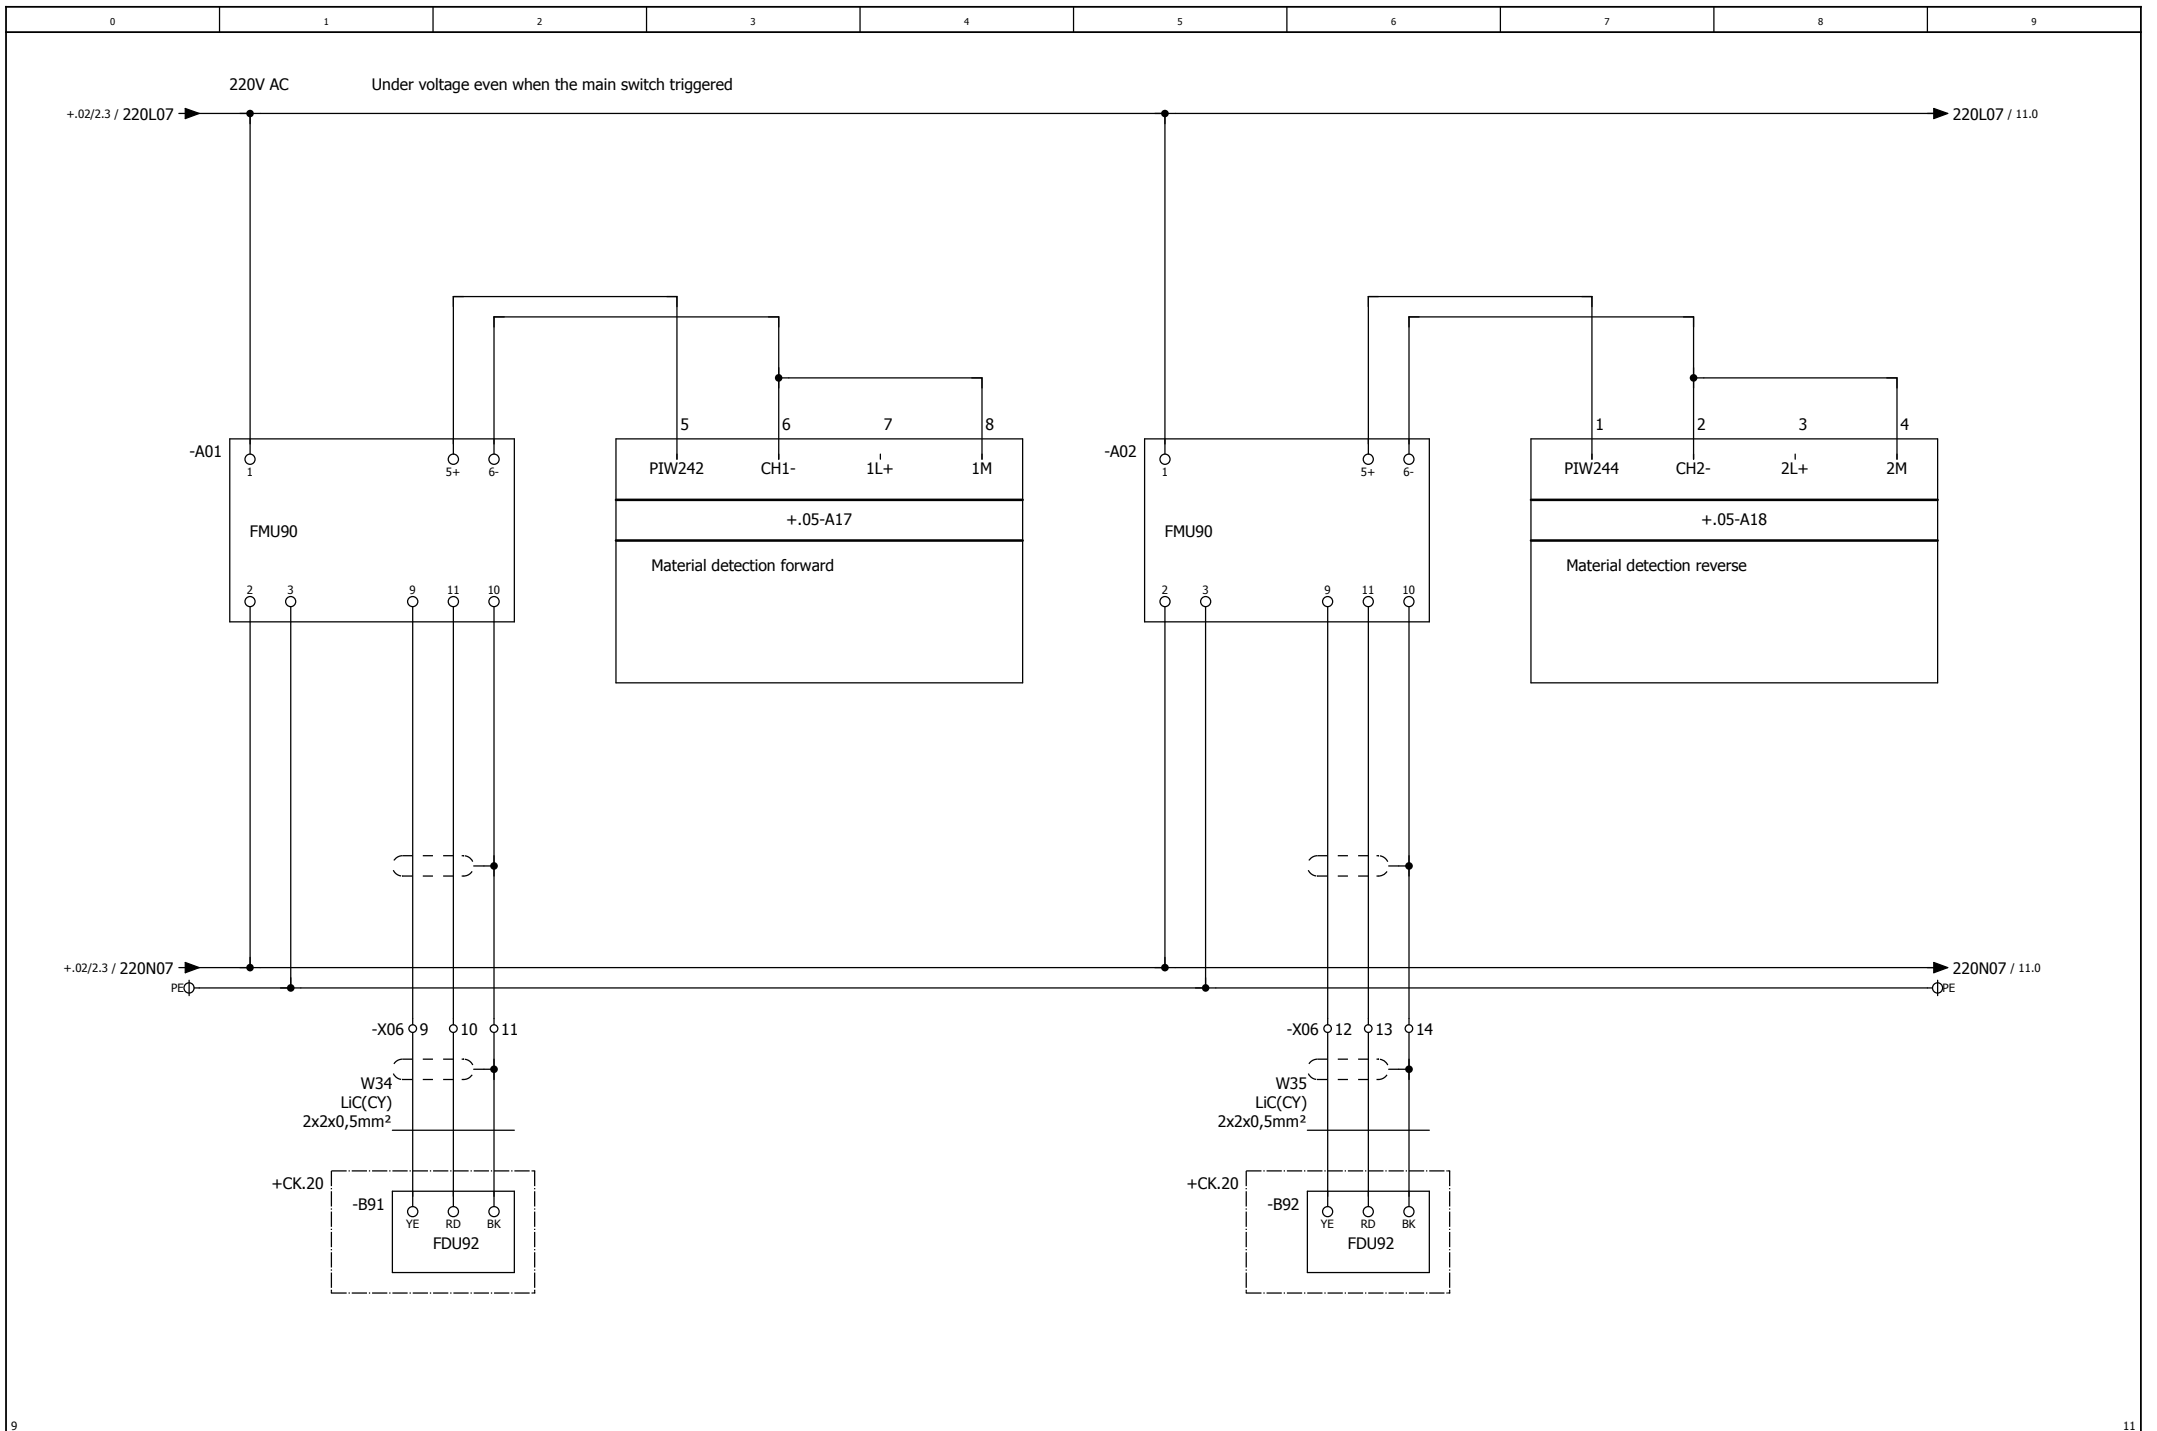 0 1 2 3 4 5 6 7 8 9
220V AC Under voltage even when the main switch triggered
+.02/2.3 / 220L07 220L07 / 11.0
5 6 7 8 1 2 3 4
-A01 1 5+ 6- PIW242 CH1- 1L+ 1M -A02 1 5+ 6- PIW244 CH2- 2L+ 2M
+.05-A17 +.05-A18
FMU90 FMU90
Material detection forward Material detection reverse
2 3 9 11 10 2 3 9 11 10
+.02/2.3 / 220N07 220N07 / 11.0
PE PE
-X06 9 10 11 -X06 12 13 14
W34 W35
LiC(CY) LiC(CY)
2x2x0,5mm² 2x2x0,5mm²
+CK.20 +CK.20
-B91 -B92
YE RD BK YE RD BK
FDU92 FDU92
9 11